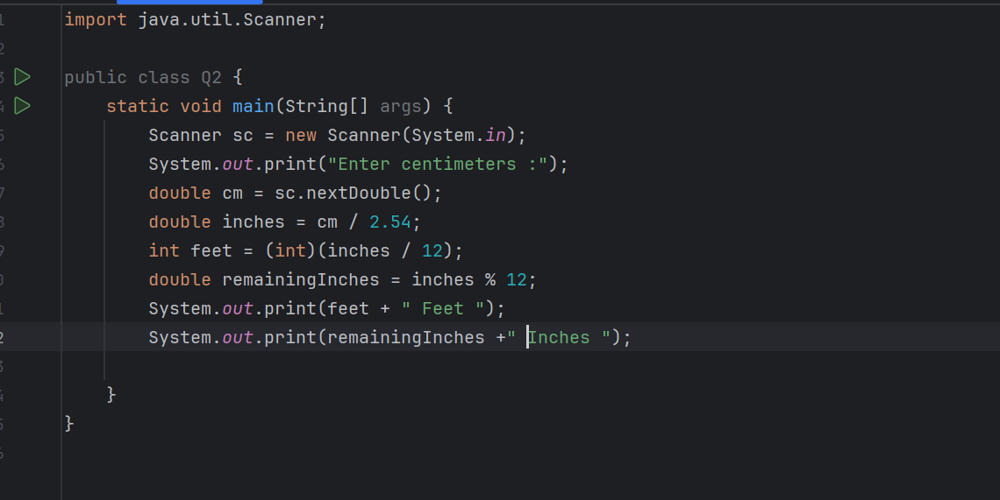 import java.util.Scanner;
public class Q2 {
static void main(String[] args) {
Scanner sc = new Scanner(System.in);
System.out.print("Enter centimeters :");
double cm = sc.nextDouble();
double inches = cm / 2.54;
int feet = (int)(inches / 12);
double remainingInches = inches % 12;
System.out.print(feet + " Feet ");
System.out.print(remainingInches +" Inches ");
}
}